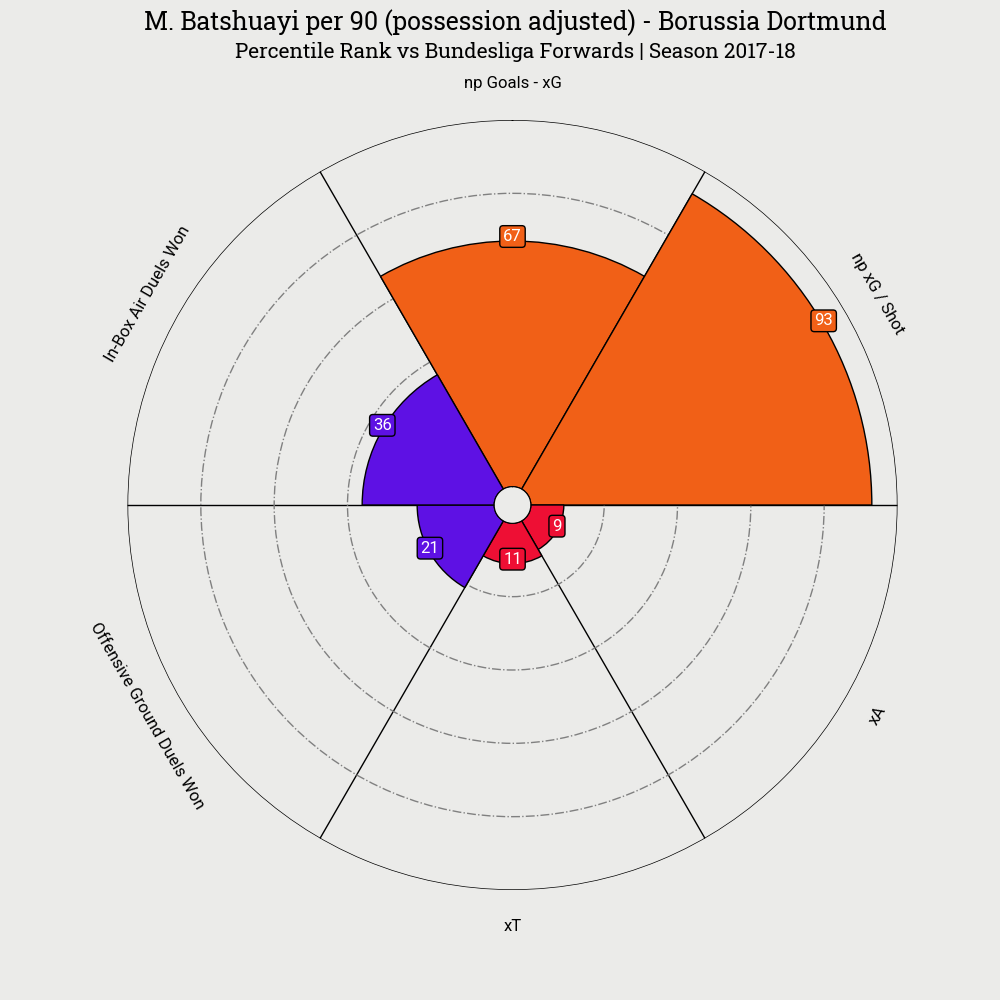 M. Batshuayi per 90 (possession adjusted) - Borussia Dortmund
Percentile Rank vs Bundesliga Forwards | Season 2017-18
np Goals - xG
67
np xG / Shot
93
In-Box Air Duels Won
36
9
11
21
Offensive Ground Duels Won
xA
xT